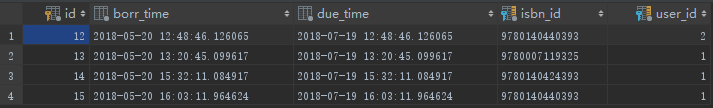 id borr_time due_time isbn_id user_id
1 12 2018-05-20 12:48:46.126065 2018-07-19 12:48:46.126065 9780140440393 2
2 13 2018-05-20 13:20:45.099617 2018-07-19 13:20:45.099617 9780007119325 1
3 14 2018-05-20 15:32:11.084917 2018-07-19 15:32:11.084917 9780140424393 1
4 15 2018-05-20 16:03:11.964624 2018-07-19 16:03:11.964624 9780140440393 1